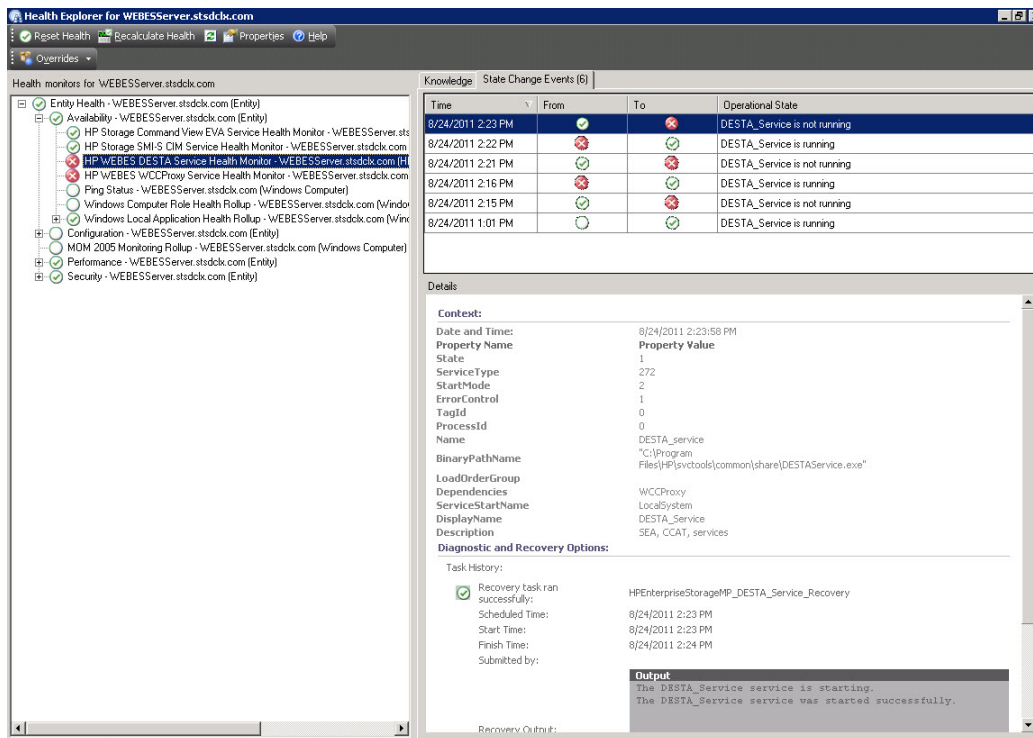 Health Explorer for WEBESServer.stsdclx.com
Reset Health Recalculate Health Properties Help
Overrides
Health monitors for WEBESServer.stsdclx.com
Entity Health - WEBESServer.stsdclx.com (Entity)
Availability - WEBESServer.stsdclx.com (Entity)
HP Storage Command View EVA Service Health Monitor - WEBESServer.sts
HP Storage SMI-S CIM Service Health Monitor - WEBESServer.stsdclx.com
HP WEBES DESTA Service Health Monitor - WEBESServer.stsdclx.com (H
HP WEBES WCCProxy Service Health Monitor - WEBESServer.stsdclx.com
Ping Status - WEBESServer.stsdclx.com (Windows Computer)
Windows Computer Role Health Rollup - WEBESServer.stsdclx.com (Windo
Windows Local Application Health Rollup - WEBESServer.stsdclx.com (Winc
Configuration - WEBESServer.stsdclx.com (Entity)
MOM 2005 Monitoring Rollup - WEBESServer.stsdclx.com (Windows Computer)
Performance - WEBESServer.stsdclx.com (Entity)
Security - WEBESServer.stsdclx.com (Entity)
Knowledge State Change Events (6)
Time From To Operational State
8/24/2011 2:23 PM DESTA_Service is not running
8/24/2011 2:22 PM DESTA_Service is running
8/24/2011 2:21 PM DESTA_Service is not running
8/24/2011 2:16 PM DESTA_Service is running
8/24/2011 2:15 PM DESTA_Service is not running
8/24/2011 1:01 PM DESTA_Service is running
Details
Context:
Date and Time: 8/24/2011 2:23:58 PM
Property Name Property Value
State 1
ServiceType 272
StartMode 2
ErrorControl 1
TagId 0
ProcessId 0
Name DESTA_service
BinaryPathName "C:\Program
Files\HP\svctools\common\share\DESTAService.exe"
LoadOrderGroup
Dependencies WCCProxy
ServiceStartName LocalSystem
DisplayName DESTA_Service
Description SEA, CCAT, services
Diagnostic and Recovery Options:
Task History:
Recovery task ran
successfully: HPEnterpriseStorageMP_DESTA_Service_Recovery
Scheduled Time: 8/24/2011 2:23 PM
Start Time: 8/24/2011 2:23 PM
Finish Time: 8/24/2011 2:24 PM
Submitted by:
Output
The DESTA_Service service is starting.
The DESTA_Service service was started successfully.
Recovery Output: